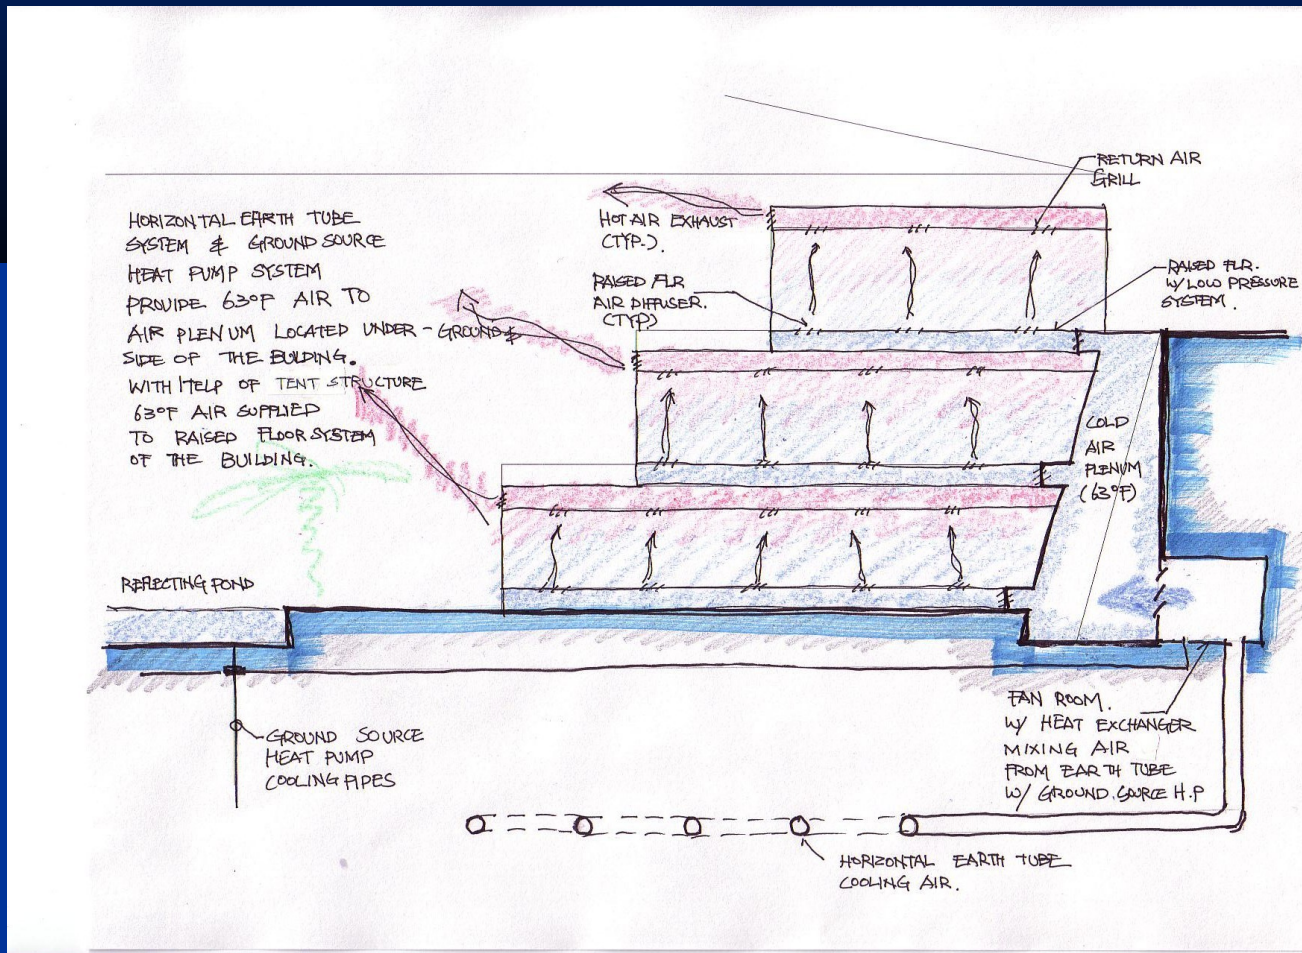 HORIZONTAL EARTH TUBE
SYSTEM & GROUND SOURCE
HEAT PUMP SYSTEM
PROVIDE 63°F AIR TO
AIR PLENUM LOCATED UNDER-GROUND &
SIDE OF THE BUILDING.
WITH HELP OF TENT STRUCTURE
63°F AIR SUPPLIED
TO RAISED FLOOR SYSTEM
OF THE BUILDING.
HOT AIR EXHAUST
(TYP.).
RAISED FLR
AIR DIFFUSER.
(TYP)
RETURN AIR
GRILL
RAISED FLR.
W/ LOW PRESSURE
SYSTEM.
COLD
AIR
PLENUM
(63°F)
REFLECTING POND
GROUND SOURCE
HEAT PUMP
COOLING PIPES
FAN ROOM.
W/ HEAT EXCHANGER
MIXING AIR
FROM EARTH TUBE
W/ GROUND SOURCE H.P
HORIZONTAL EARTH TUBE
COOLING AIR.